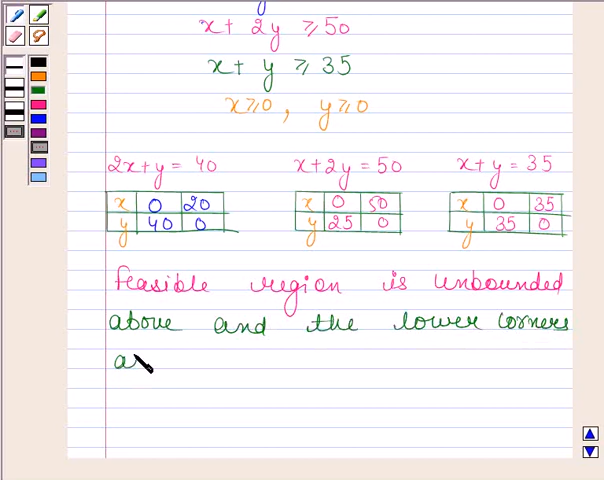 x + 2y ≥ 50
x + y ≥ 35
x ≥ 0 , y ≥ 0
2x + y = 40 x + 2y = 50 x + y = 35
x 0 20 x 0 50 x 0 35
y 40 0 y 25 0 y 35 0
feasible region is unbounded
above and the lower corners